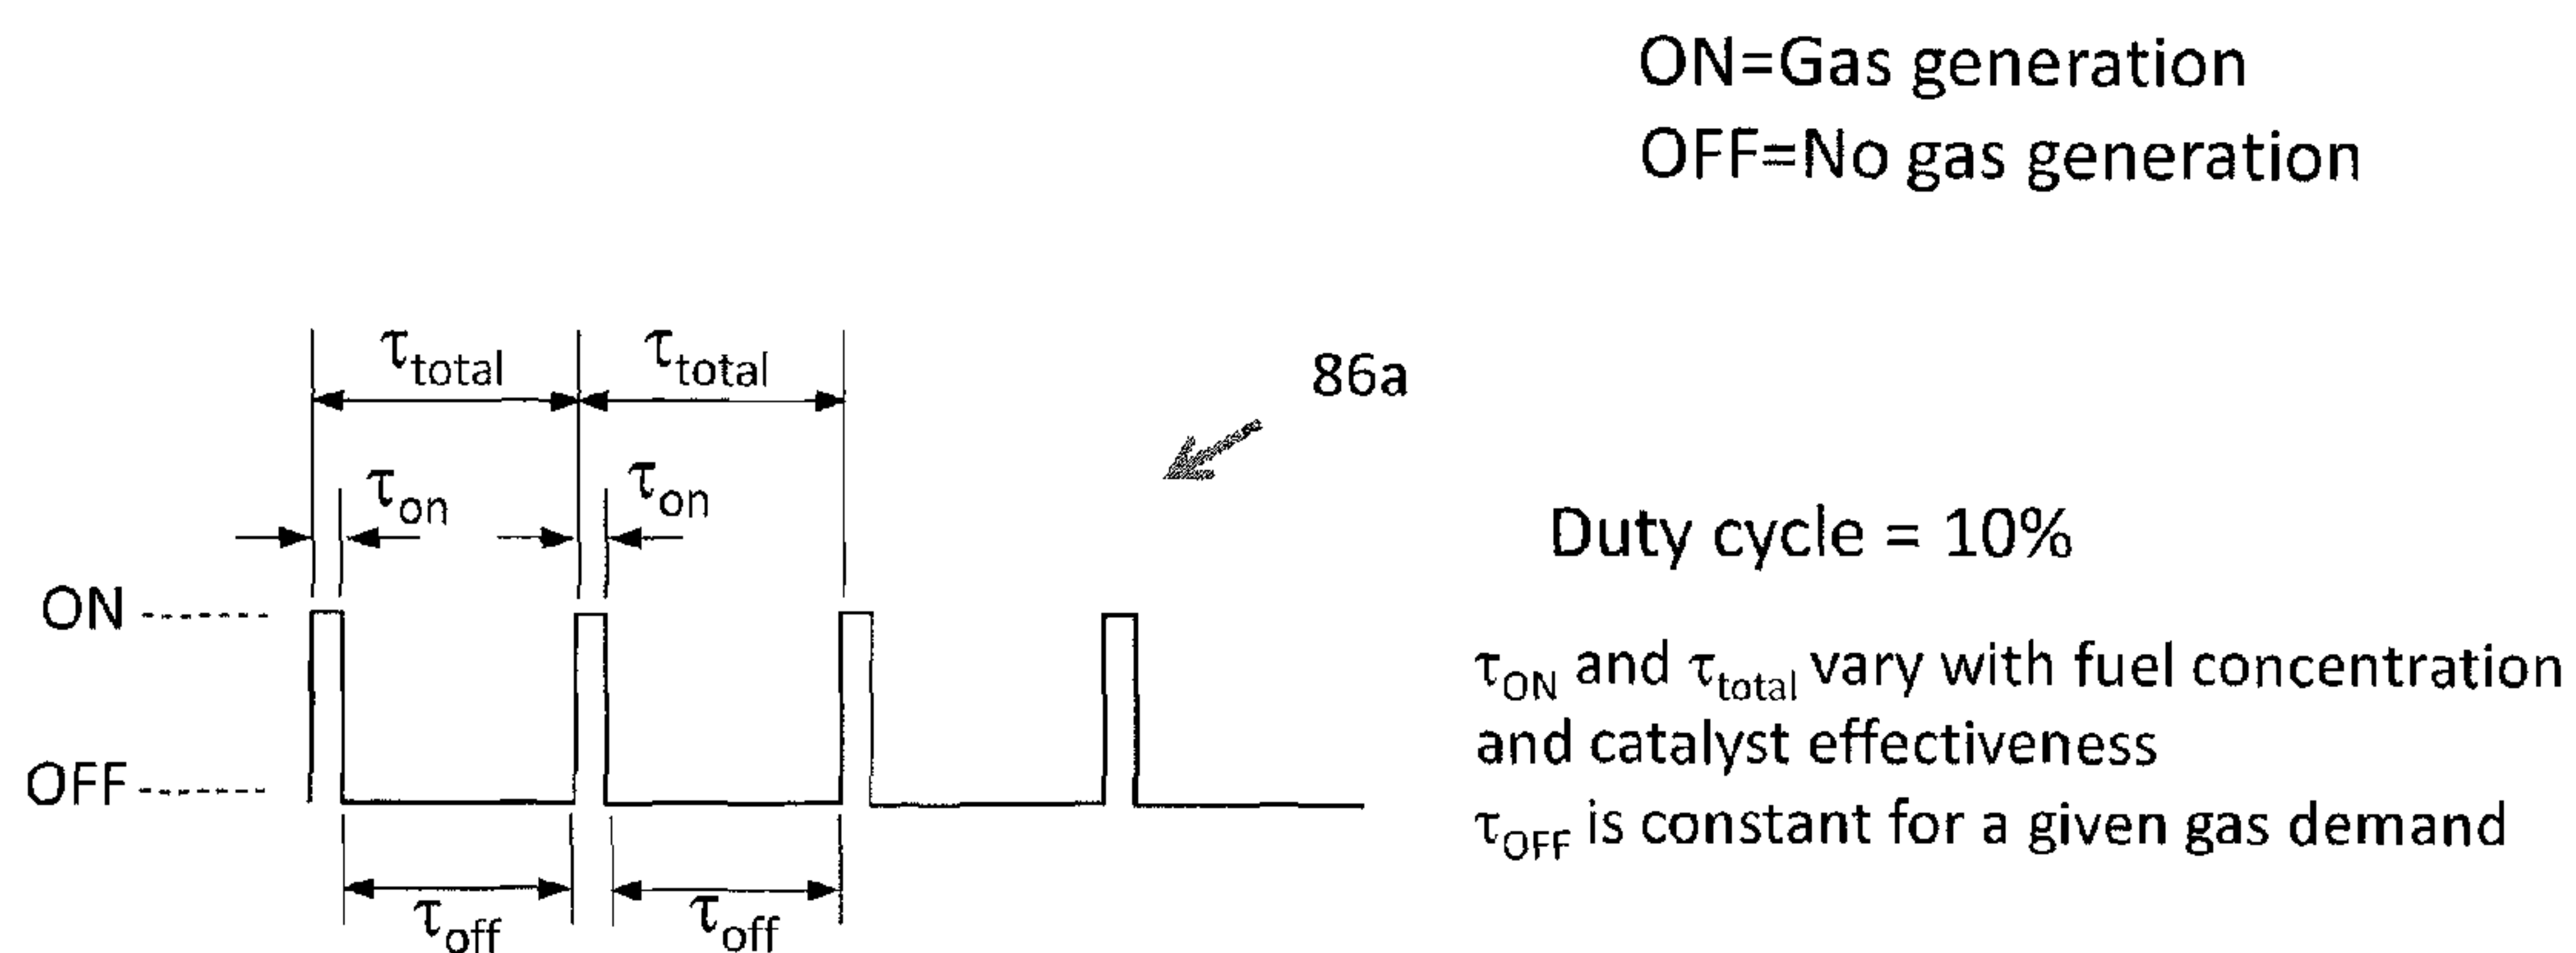 ON=Gas generation
OFF=No gas generation
τtotal τtotal
86a
τon τon
Duty cycle = 10%
ON
τON and τtotal vary with fuel concentration
and catalyst effectiveness
OFF
τOFF is constant for a given gas demand
τoff τoff